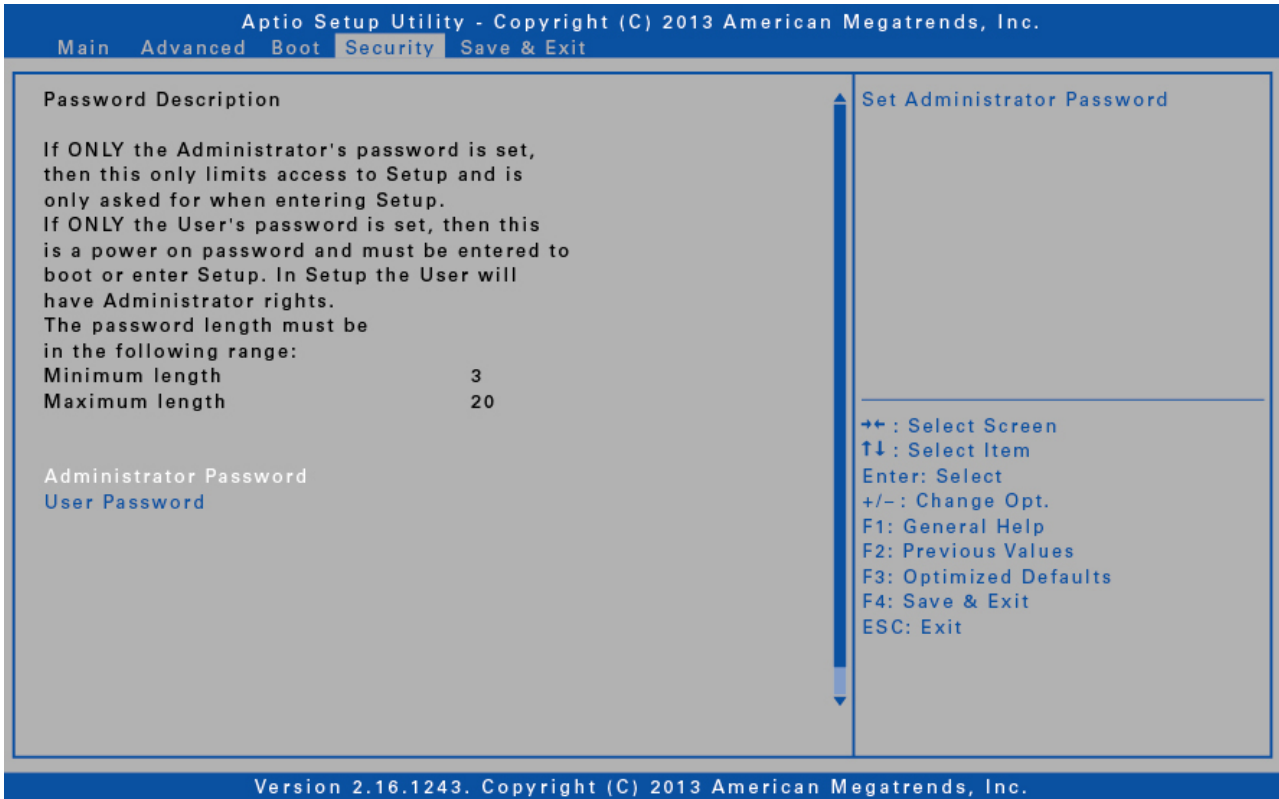 Aptio Setup Utility - Copyright (C) 2013 American Megatrends, Inc.
Main Advanced Boot Security Save & Exit
Password Description
If ONLY the Administrator's password is set,
then this only limits access to Setup and is
only asked for when entering Setup.
If ONLY the User's password is set, then this
is a power on password and must be entered to
boot or enter Setup. In Setup the User will
have Administrator rights.
The password length must be
in the following range:
Minimum length 3
Maximum length 20
Administrator Password
User Password
Set Administrator Password
→← : Select Screen
↑↓ : Select Item
Enter: Select
+/– : Change Opt.
F1: General Help
F2: Previous Values
F3: Optimized Defaults
F4: Save & Exit
ESC: Exit
Version 2.16.1243. Copyright (C) 2013 American Megatrends, Inc.